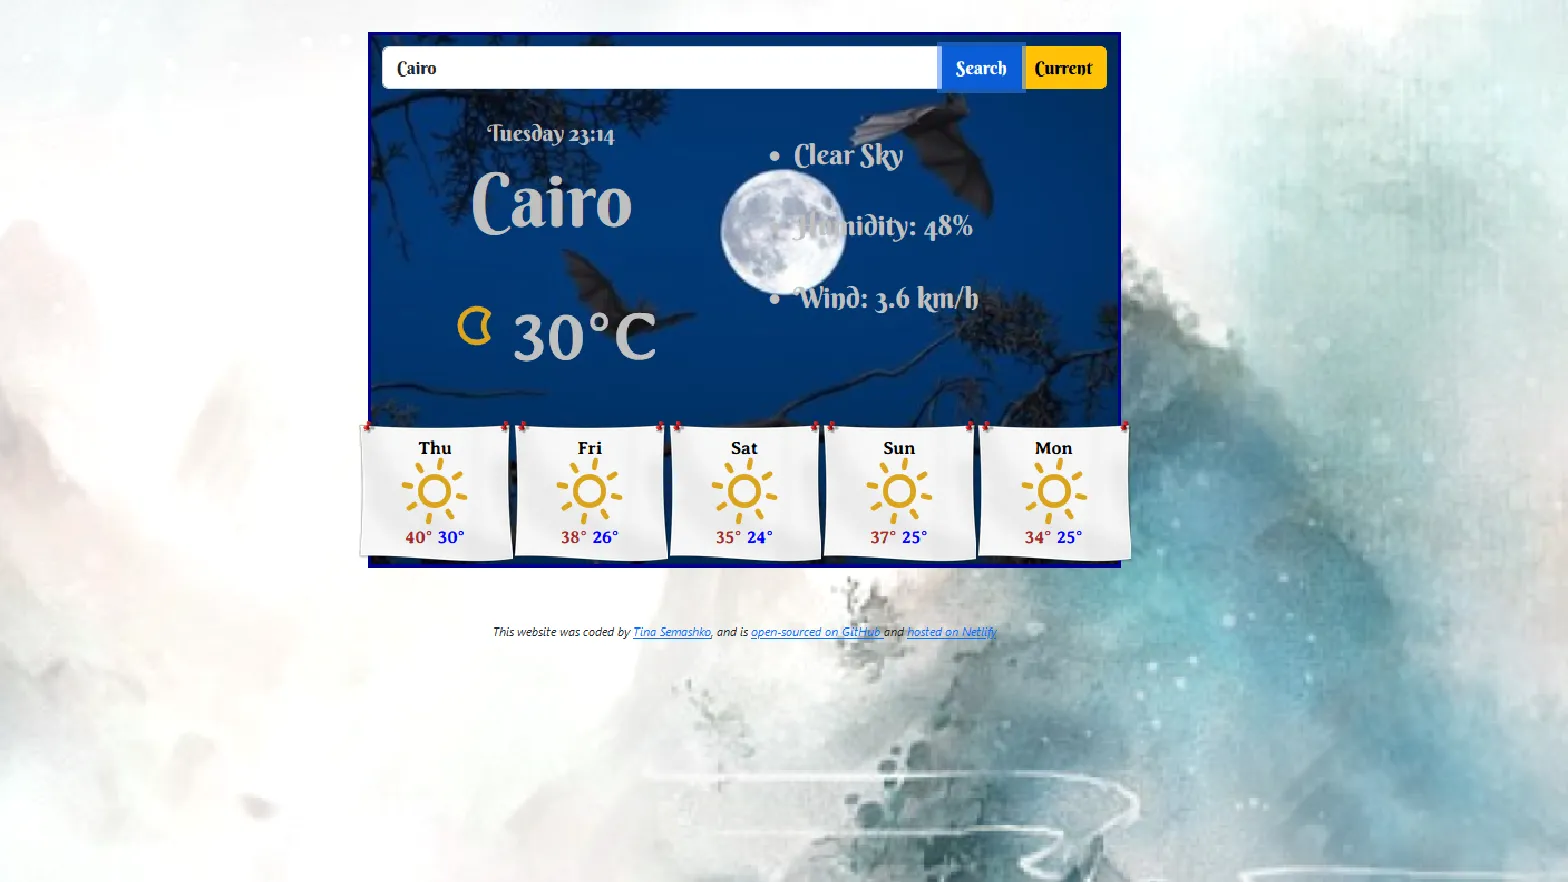 Cairo
Search
Current
Tuesday 23:14
Cairo
30°C
Clear Sky
Humidity: 48%
Wind: 3.6 km/h
Thu
40° 30°
Fri
38° 26°
Sat
35° 24°
Sun
37° 25°
Mon
34° 25°
This website was coded by Tina Semashko, and is open-sourced on GitHub and hosted on Netlify